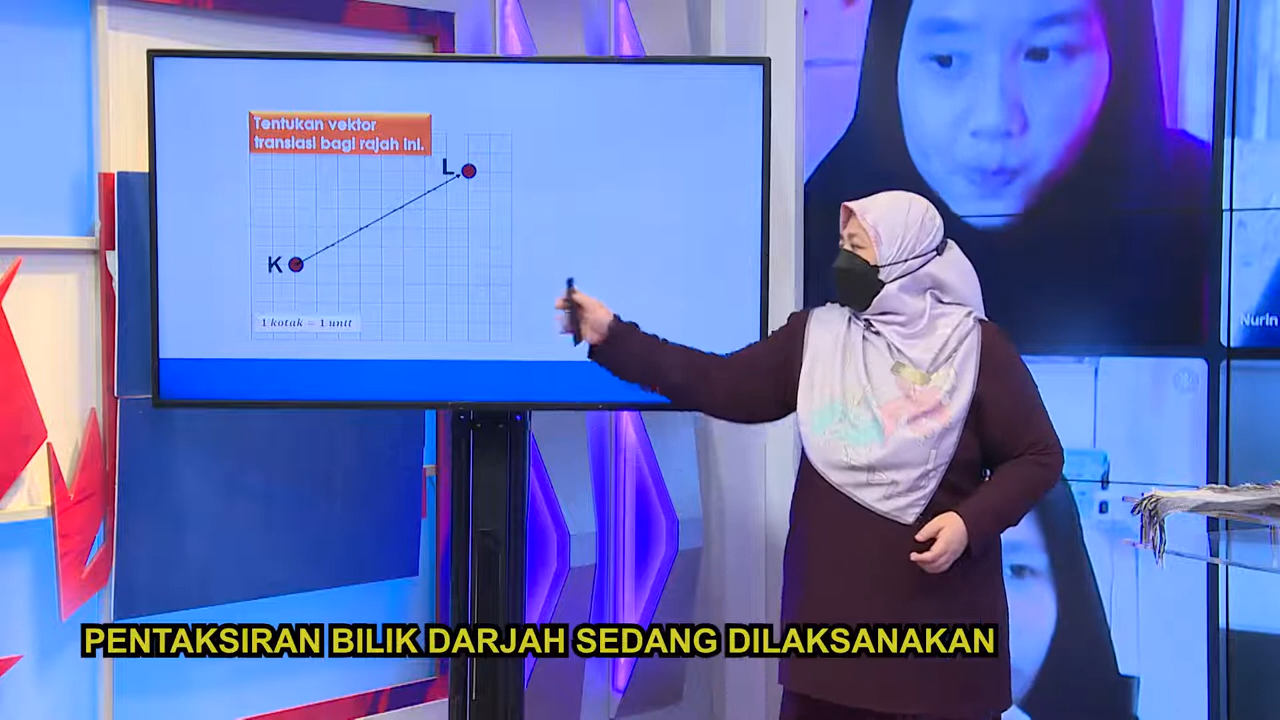 Tentukan vektor
translasi bagi rajah ini.
L
K
1 kotak = 1 unit
Nurin
PENTAKSIRAN BILIK DARJAH SEDANG DILAKSANAKAN